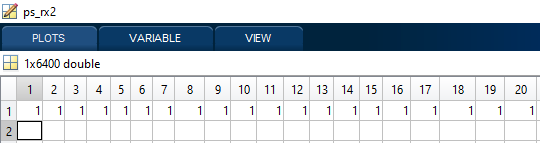 ps_rx2
PLOTS VARIABLE VIEW
1x6400 double
1 2 3 4 5 6 7 8 9 10 11 12 13 14 15 16 17 18 19 20
1 1 1 1 1 1 1 1 1 1 1 1 1 1 1 1 1 1 1 1 1
2